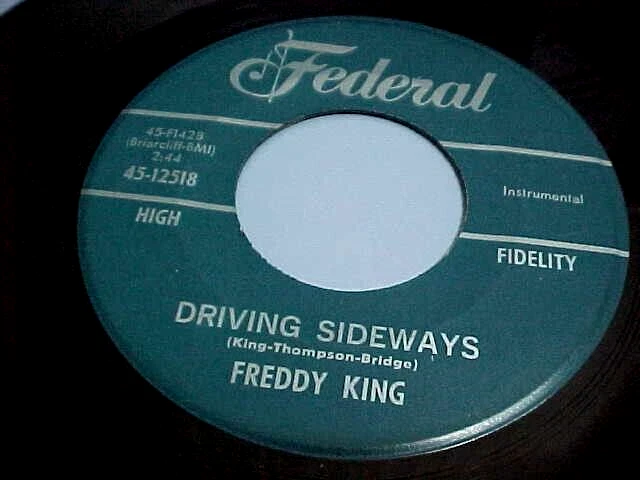 Federal
45-F1428
(Briarcliff-BMI)
2:44
45-12518
Instrumental
HIGH
FIDELITY
DRIVING SIDEWAYS
(King-Thompson-Bridge)
FREDDY KING